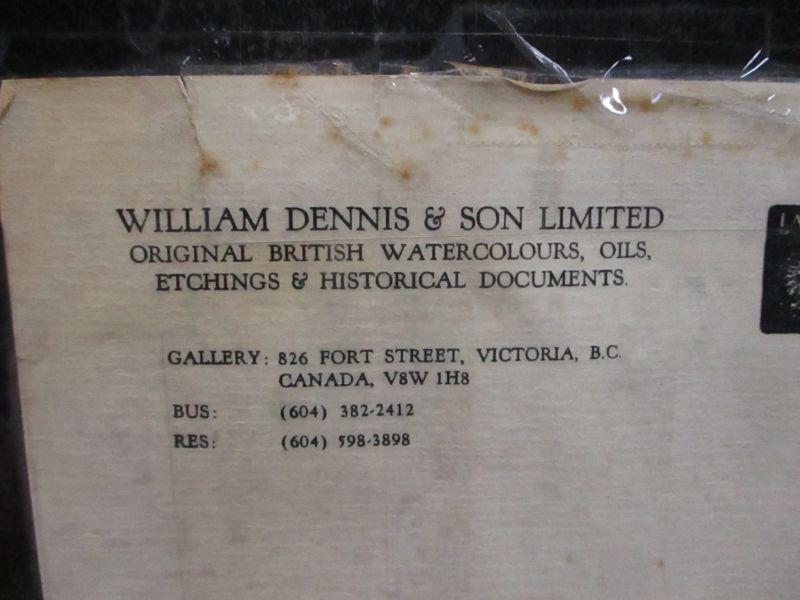 WILLIAM DENNIS & SON LIMITED
ORIGINAL BRITISH WATERCOLOURS, OILS,
ETCHINGS & HISTORICAL DOCUMENTS.
GALLERY: 826 FORT STREET, VICTORIA, B.C.
CANADA, V8W 1H8
BUS: (604) 382-2412
RES: (604) 598-3898